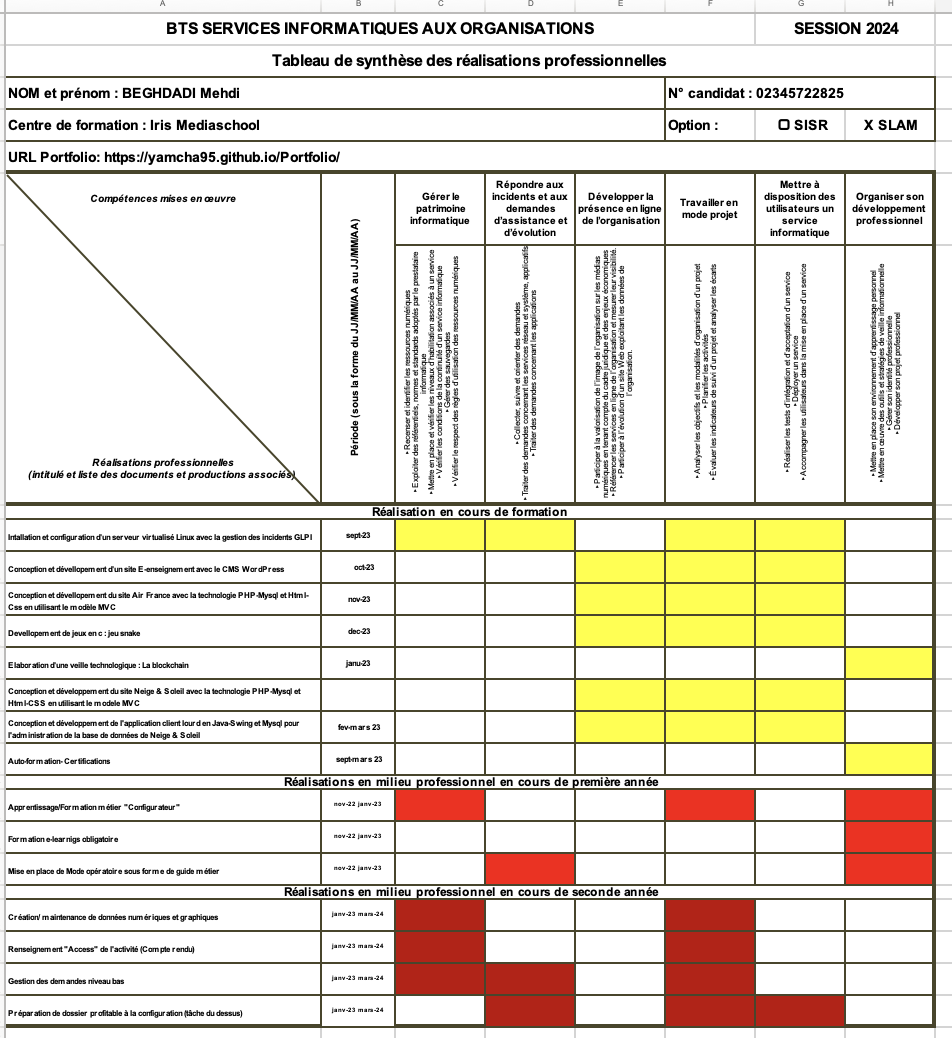 A B C D E F G H
BTS SERVICES INFORMATIQUES AUX ORGANISATIONS
SESSION 2024
Tableau de synthèse des réalisations professionnelles
NOM et prénom : BEGHDADI Mehdi
N° candidat : 02345722825
Centre de formation : Iris Mediaschool
Option :
☐ SISR
X SLAM
URL Portfolio: https://yamcha95.github.io/Portfolio/
Compétences mises en œuvre
Réalisations professionnelles
(intitulé et liste des documents et productions associés)
Période (sous la forme du JJ/MM/AA au JJ/MM/AA)
Gérer le
patrimoine
informatique
Répondre aux
incidents et aux
demandes
d'assistance et
d'évolution
Développer la
présence en ligne
de l'organisation
Travailler en
mode projet
Mettre à
disposition des
utilisateurs un
service
informatique
Organiser son
développement
professionnel
• Recenser et identifier les ressources numériques
• Exploiter des référentiels, normes et standards adoptés par le prestataire
informatique
• Mettre en place et vérifier les niveaux d'habilitation associés à un service
• Vérifier les conditions de la continuité d'un service informatique
• Gérer des sauvegardes
• Vérifier le respect des règles d'utilisation des ressources numériques
• Collecter, suivre et orienter des demandes
• Traiter des demandes concernant les services réseau et système, applicatifs
• Traiter des demandes concernant les applications
• Participer à la valorisation de l'image de l'organisation sur les médias
numériques en tenant compte du cadre juridique et des enjeux économiques
• Référencer les services en ligne de l'organisation et mesurer leur visibilité.
• Participer à l'évolution d'un site Web exploitant les données de
l'organisation.
• Analyser les objectifs et les modalités d'organisation d'un projet
• Planifier les activités
• Évaluer les indicateurs de suivi d'un projet et analyser les écarts
• Réaliser les tests d'intégration et d'acceptation d'un service
• Déployer un service
• Accompagner les utilisateurs dans la mise en place d'un service
• Mettre en place son environnement d'apprentissage personnel
• Mettre en œuvre des outils et stratégies de veille informationnelle
• Gérer son identité professionnelle
• Développer son projet professionnel
Réalisation en cours de formation
Intallation et configuration d'un serveur virtualisé Linux avec la gestion des incidents GLPI
sept-23
Conception et dévellopement d'un site E-enseignement avec le CMS WordPress
oct-23
Conception et dévellopement du site Air France avec la technologie PHP-Mysql et Html-
Css en utilisant le modèle MVC
nov-23
Developement de jeux en c : jeu snake
dec-23
Elaboration d'une veille technologique : La blockchain
janu-23
Conception et développement du site Neige & Soleil avec la technologie PHP-Mysql et
Html-CSS en utilisant le modele MVC
Conception et développement de l'application client lourd en Java-Swing et Mysql pour
l'administration de la base de données de Neige & Soleil
fev-mars 23
Auto-formation- Certifications
sept-mars 23
Réalisations en milieu professionnel en cours de première année
Apprentissage/Formation métier "Configurateur"
nov-22 janv-23
Formation e-learnigs obligatoire
nov-22 janv-23
Mise en place de Mode opératoire sous forme de guide métier
nov-22 janv-23
Réalisations en milieu professionnel en cours de seconde année
Création/ maintenance de données numériques et graphiques
janv-23 mars-24
Renseignement "Access" de l'activité (Compte rendu)
janv-23 mars-24
Gestion des demandes niveau bas
janv-23 mars-24
Préparation de dossier profitable à la configuration (tâche du dessus)
janv-23 mars-24